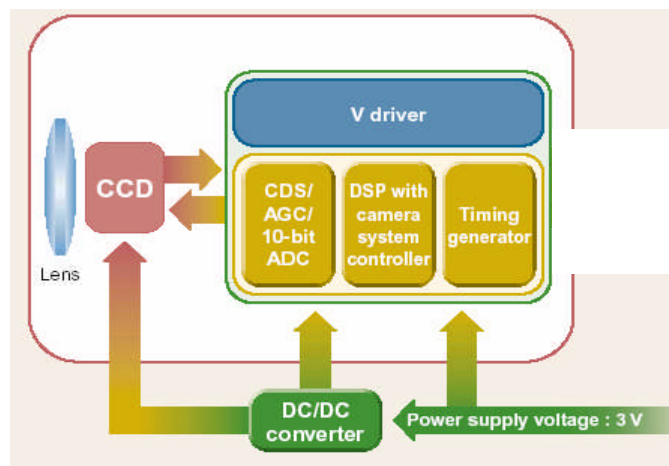 V driver
CCD
CDS/
AGC/
10-bit
ADC
DSP with
camera
system
controller
Timing
generator
Lens
DC/DC
converter
Power supply voltage : 3 V